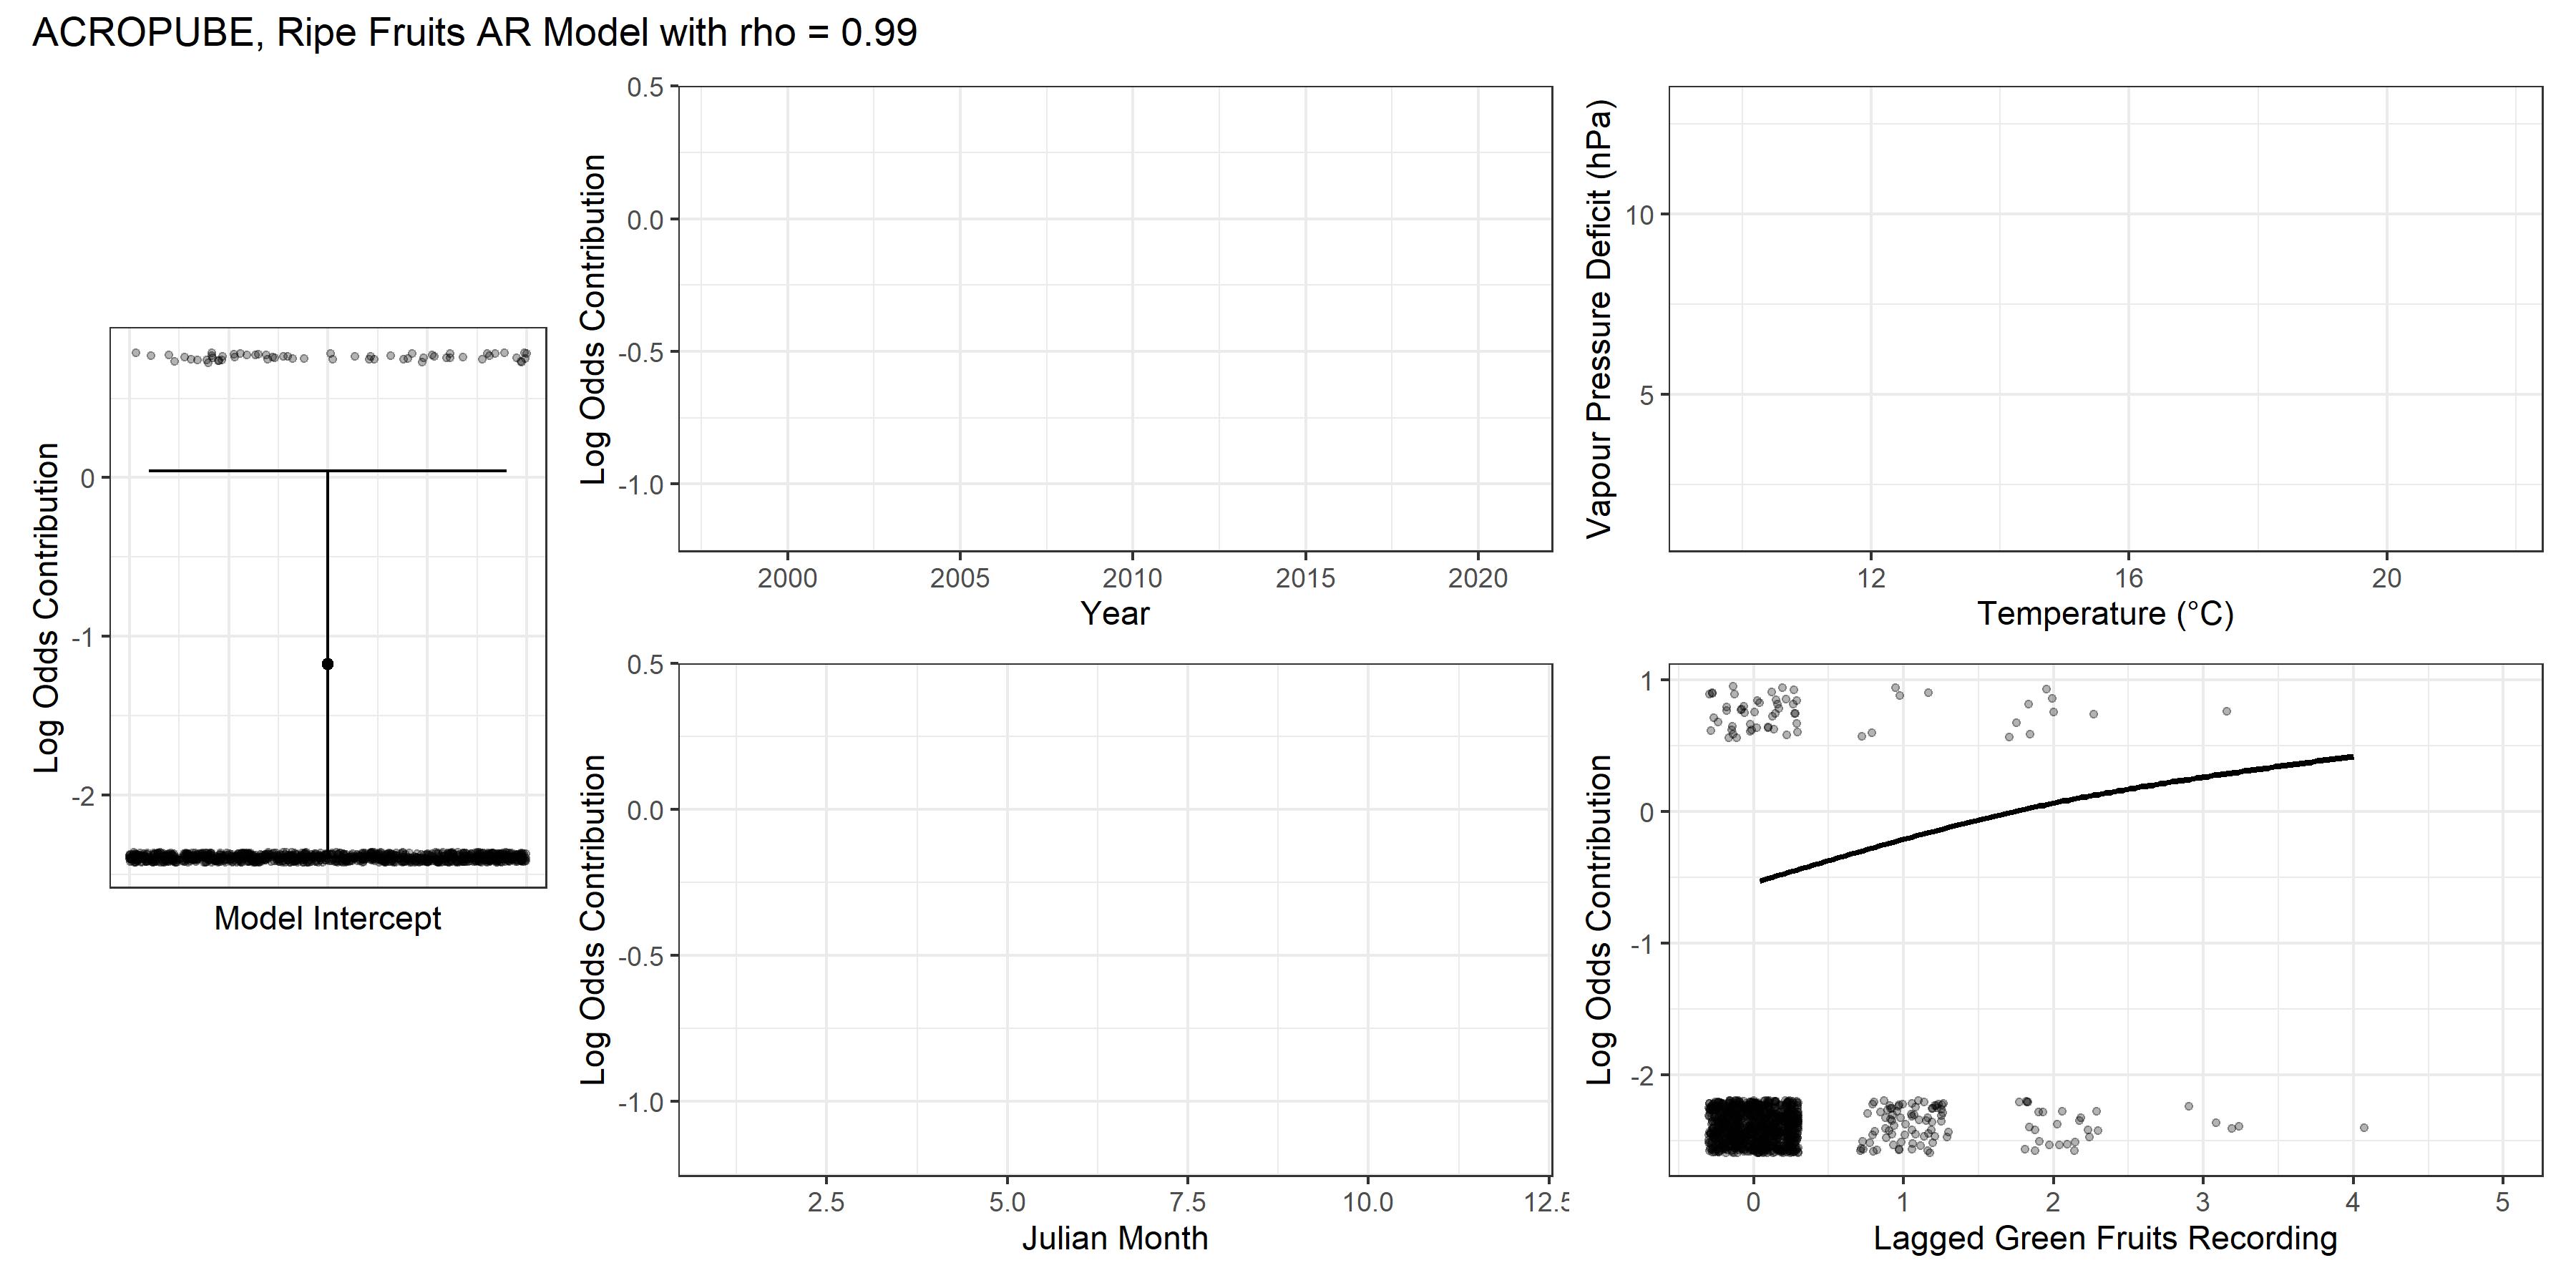 ACROPUBE, Ripe Fruits AR Model with rho = 0.99
Log Odds Contribution
0
-1
-2
Model Intercept
Log Odds Contribution
0.5
0.0
-0.5
-1.0
2000 2005 2010 2015 2020
Year
Vapour Pressure Deficit (hPa)
10
5
12 16 20
Temperature (°C)
Log Odds Contribution
0.5
0.0
-0.5
-1.0
2.5 5.0 7.5 10.0 12.5
Julian Month
Log Odds Contribution
1
0
-1
-2
0 1 2 3 4 5
Lagged Green Fruits Recording